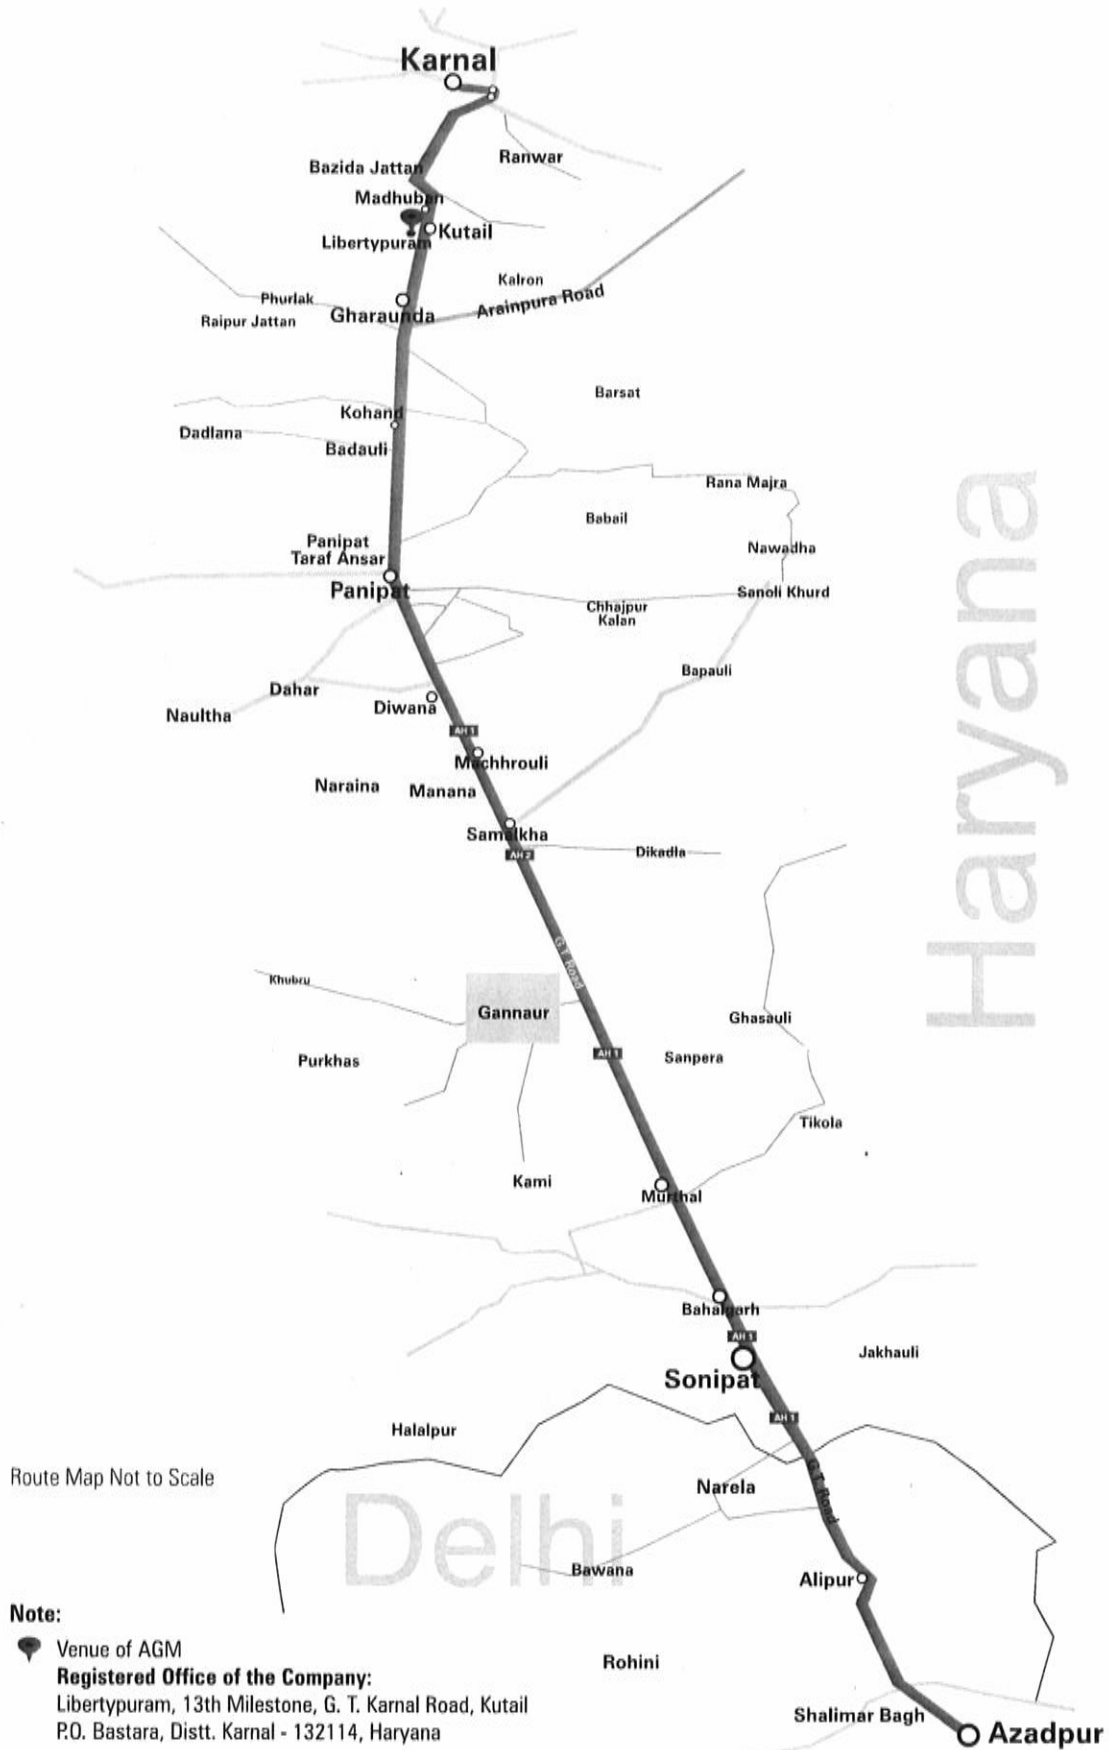 Karnal
Ranwar
Bazida Jattan
Madhuban
Kutail
Libertypuram
Kalron
Phurlak
Arainpura Road
Raipur Jattan
Gharaunda
Barsat
Kohand
Dadlana
Badauli
Rana Majra
Babail
Panipat
Taraf Ansar
Nawadha
Panipat
Sanoli Khurd
Chhajpur
Kalan
Bapauli
Dahar
Diwana
Naultha
AH 1
Machhrouli
Naraina
Manana
Samalkha
Dikadla
AH 2
Haryana
G T Road
Khubru
Gannaur
Ghasauli
AH 1
Sanpera
Purkhas
Tikola
Kami
Murthal
Bahalgarh
AH 1
Jakhauli
Sonipat
AH 1
Halalpur
Route Map Not to Scale
G T Road
Narela
Delhi
Bawana
Alipur
Note:
Venue of AGM
Registered Office of the Company:
Libertypuram, 13th Milestone, G. T. Karnal Road, Kutail
P.O. Bastara, Distt. Karnal - 132114, Haryana
Rohini
Shalimar Bagh
Azadpur